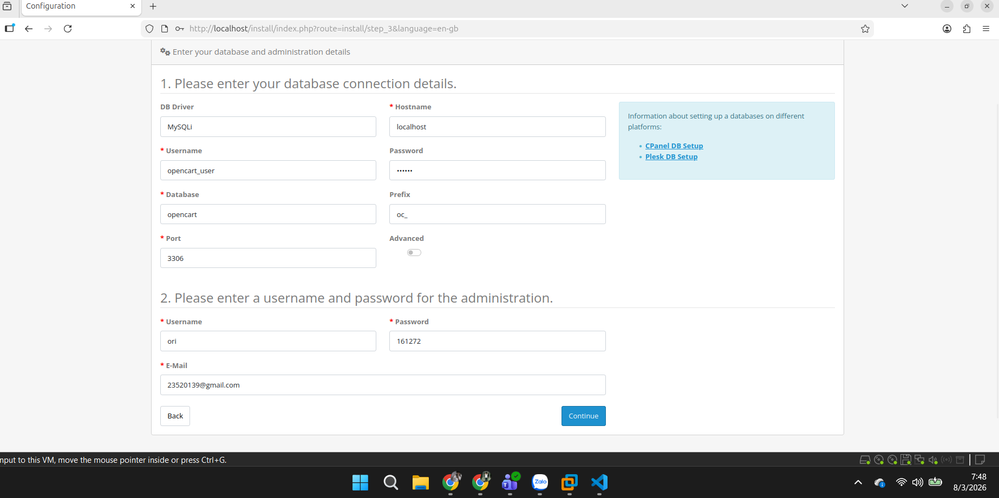 Configuration
http://localhost/install/index.php?route=install/step_3&language=en-gb
Enter your database and administration details
1. Please enter your database connection details.
DB Driver
* Hostname
MySQLi
localhost
* Username
Password
opencart_user
••••••
* Database
Prefix
opencart
oc_
* Port
Advanced
3306
Information about setting up a databases on different
platforms:
• CPanel DB Setup
• Plesk DB Setup
2. Please enter a username and password for the administration.
* Username
* Password
ori
161272
* E-Mail
23520139@gmail.com
Back
Continue
nput to this VM, move the mouse pointer inside or press Ctrl+G.
Zalo
7:48
8/3/2026